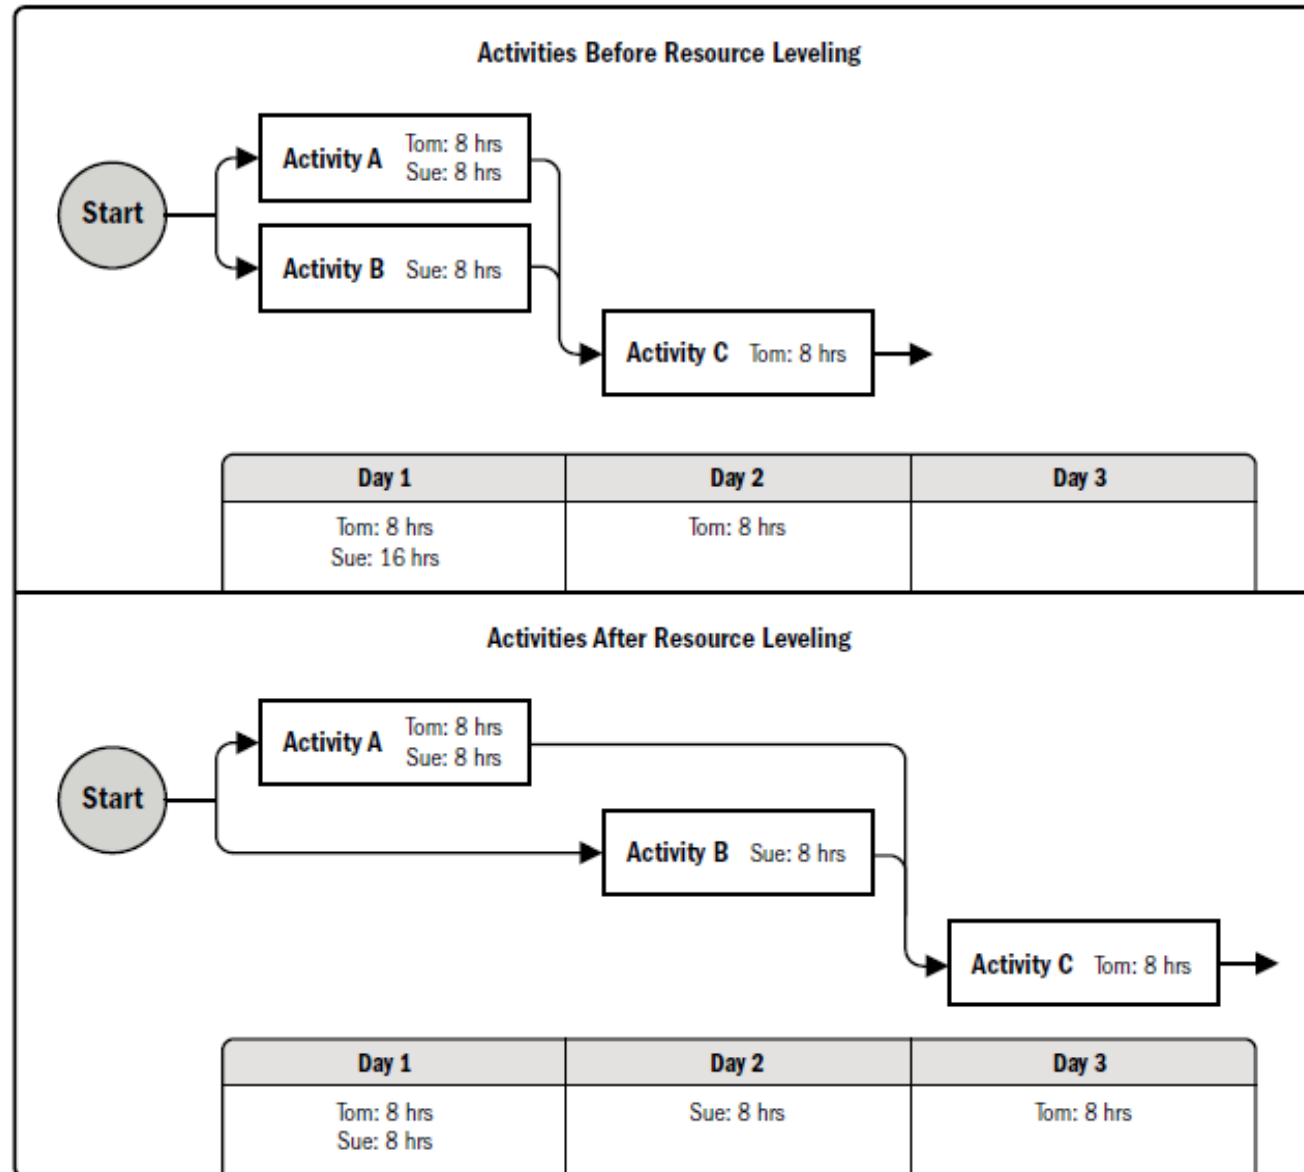 Activities Before Resource Leveling
Start
Activity A
Tom: 8 hrs
Sue: 8 hrs
Activity B Sue: 8 hrs
Activity C Tom: 8 hrs
Day 1 Day 2 Day 3
Tom: 8 hrs Tom: 8 hrs
Sue: 16 hrs
Activities After Resource Leveling
Start
Activity A
Tom: 8 hrs
Sue: 8 hrs
Activity B Sue: 8 hrs
Activity C Tom: 8 hrs
Day 1 Day 2 Day 3
Tom: 8 hrs Sue: 8 hrs Tom: 8 hrs
Sue: 8 hrs